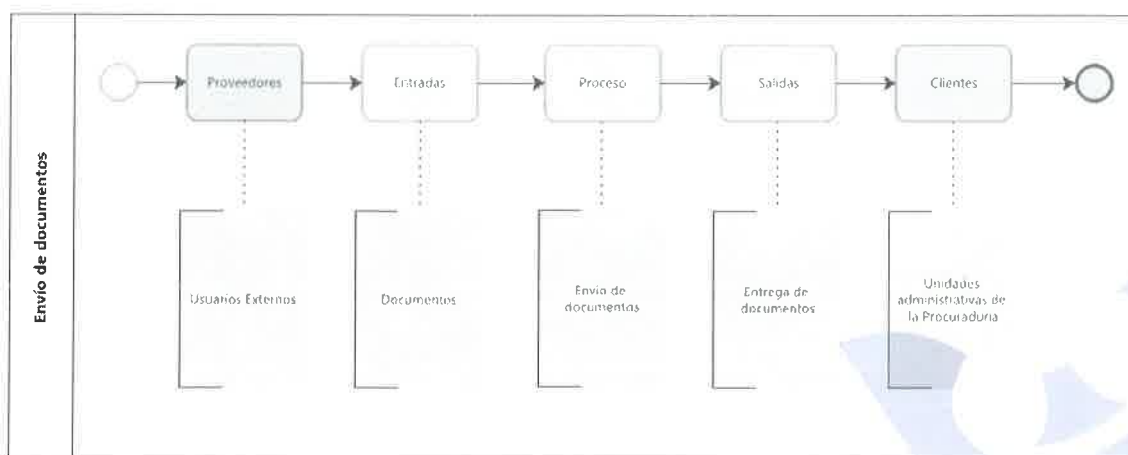 Envío de documentos
Proveedores
Entradas
Proceso
Salidas
Clientes
Usuarios Externos
Documentos
Envío de
documentos
Entrega de
documentos
Unidades
administrativas de
la Procuraduria